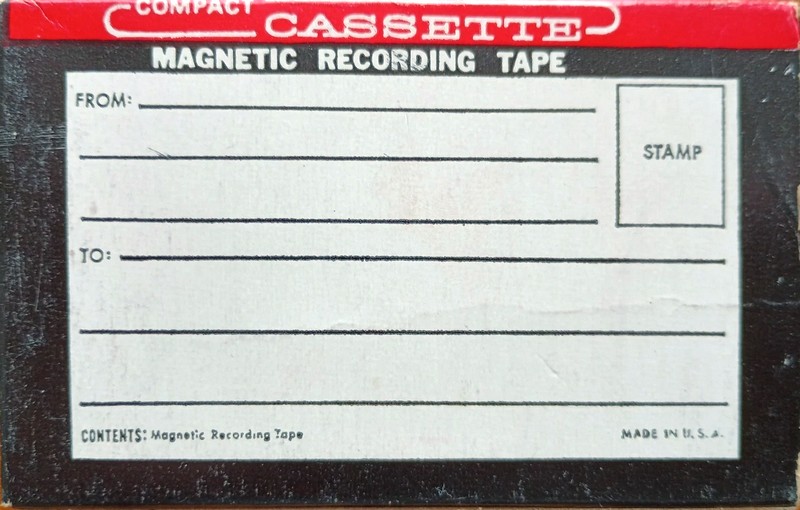 COMPACT
CASSETTE
MAGNETIC RECORDING TAPE
FROM:
STAMP
TO:
CONTENTS: Magnetic Recording Tape
MADE IN U.S.A.